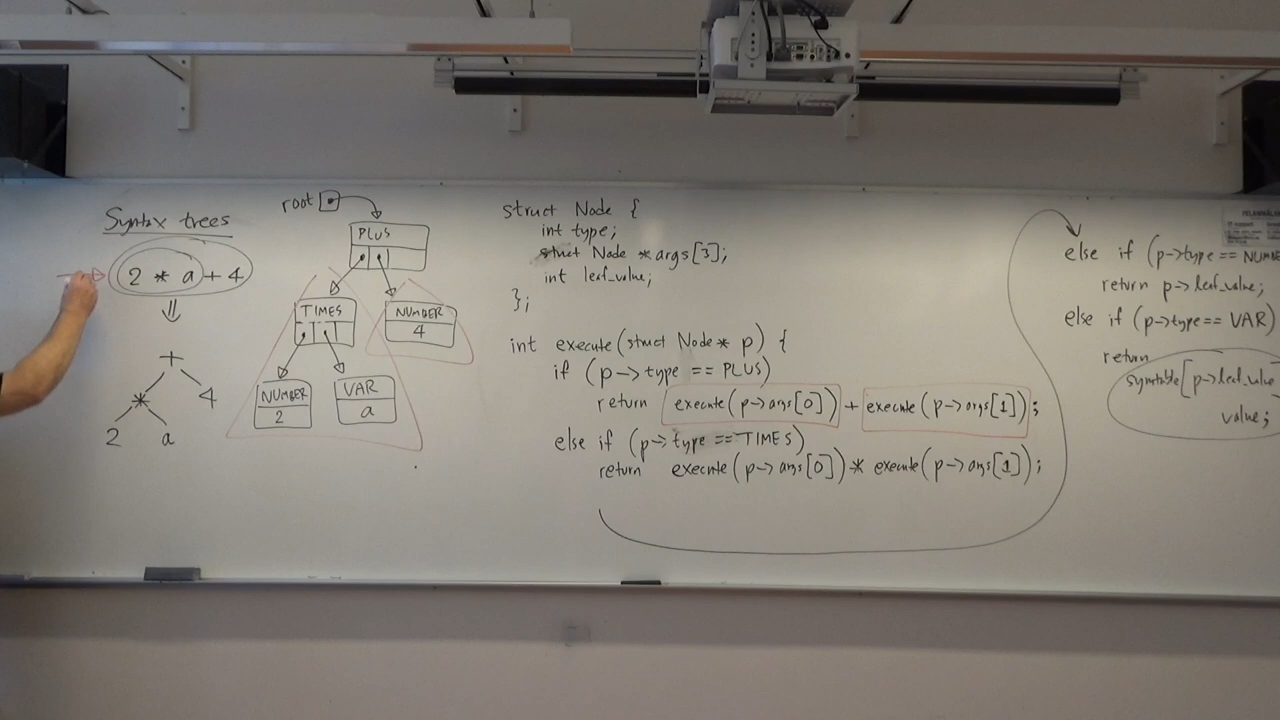 Syntax trees
2 * a + 4
+
* 4
2 a
root
PLUS
TIMES
NUMBER
4
NUMBER
2
VAR
a
struct Node {
int type;
struct Node *args[3];
int leaf_value;
};
int execute(struct Node* p) {
if (p->type == PLUS)
return execute(p->args[0]) + execute(p->args[1]);
else if (p->type == TIMES)
return execute(p->args[0]) * execute(p->args[1]);
else if (p->type == NUMBE
return p->leaf_value;
else if (p->type == VAR)
return
symtable[p->leaf_value
value;